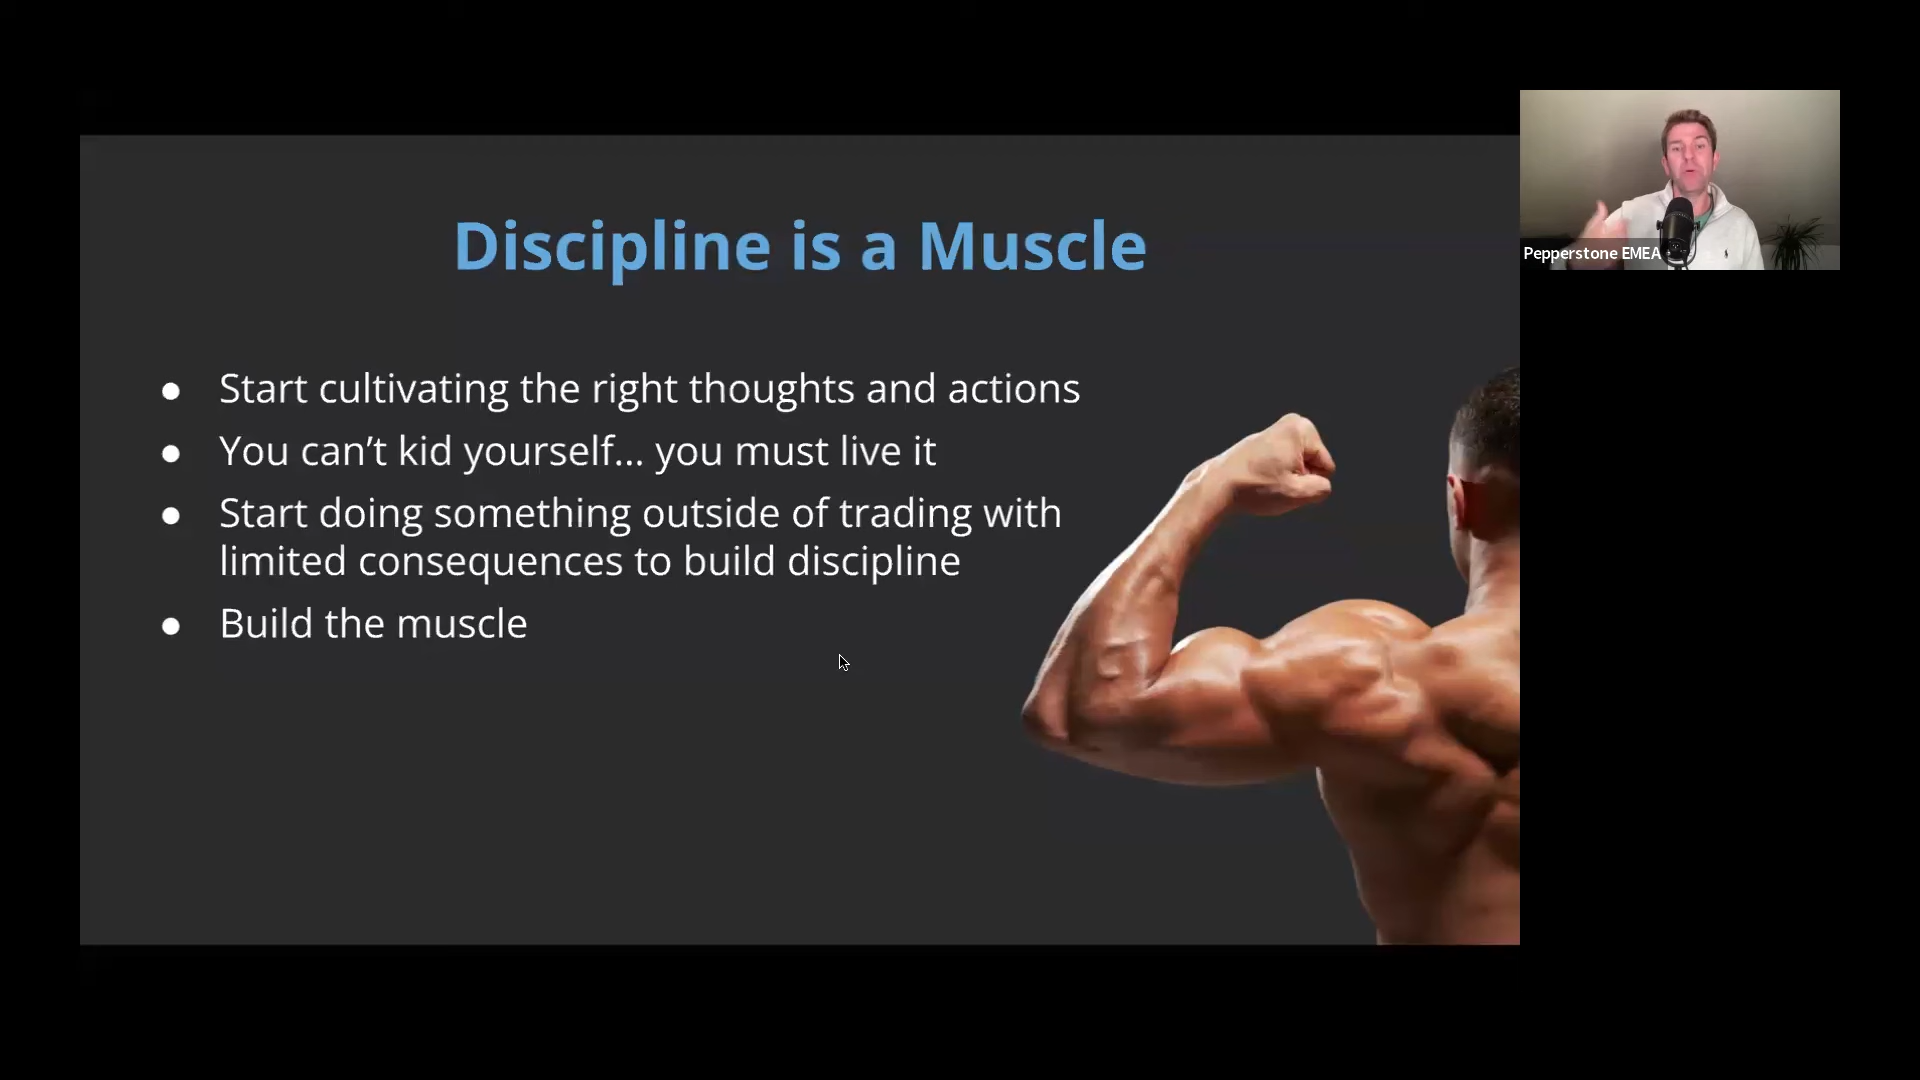 Discipline is a Muscle
● Start cultivating the right thoughts and actions
● You can’t kid yourself… you must live it
● Start doing something outside of trading with
limited consequences to build discipline
● Build the muscle
Pepperstone EMEA